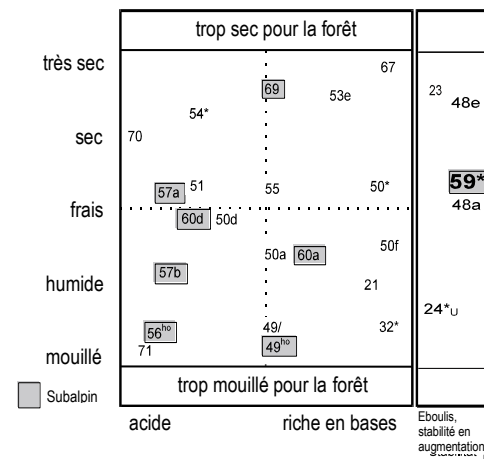 trop sec pour la forêt
très sec
67
69
53e
23
48e
54*
sec
70
57a
51
55
50*
59*
48a
frais
60d
50d
50a
60a
50f
57b
humide
21
24*U
56ho
49/
32*
71
49ho
mouillé
trop mouillé pour la forêt
Subalpin
acide
riche en bases
Eboulis,
stabilité en
augmentation